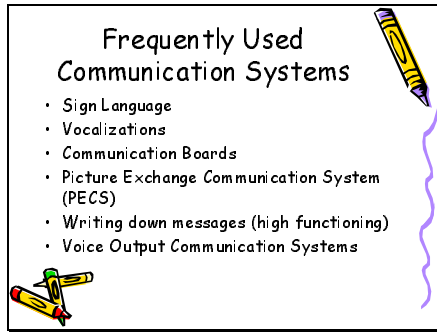 Frequently Used
Communication Systems
• Sign Language
• Vocalizations
• Communication Boards
• Picture Exchange Communication System
(PECS)
• Writing down messages (high functioning)
• Voice Output Communication Systems